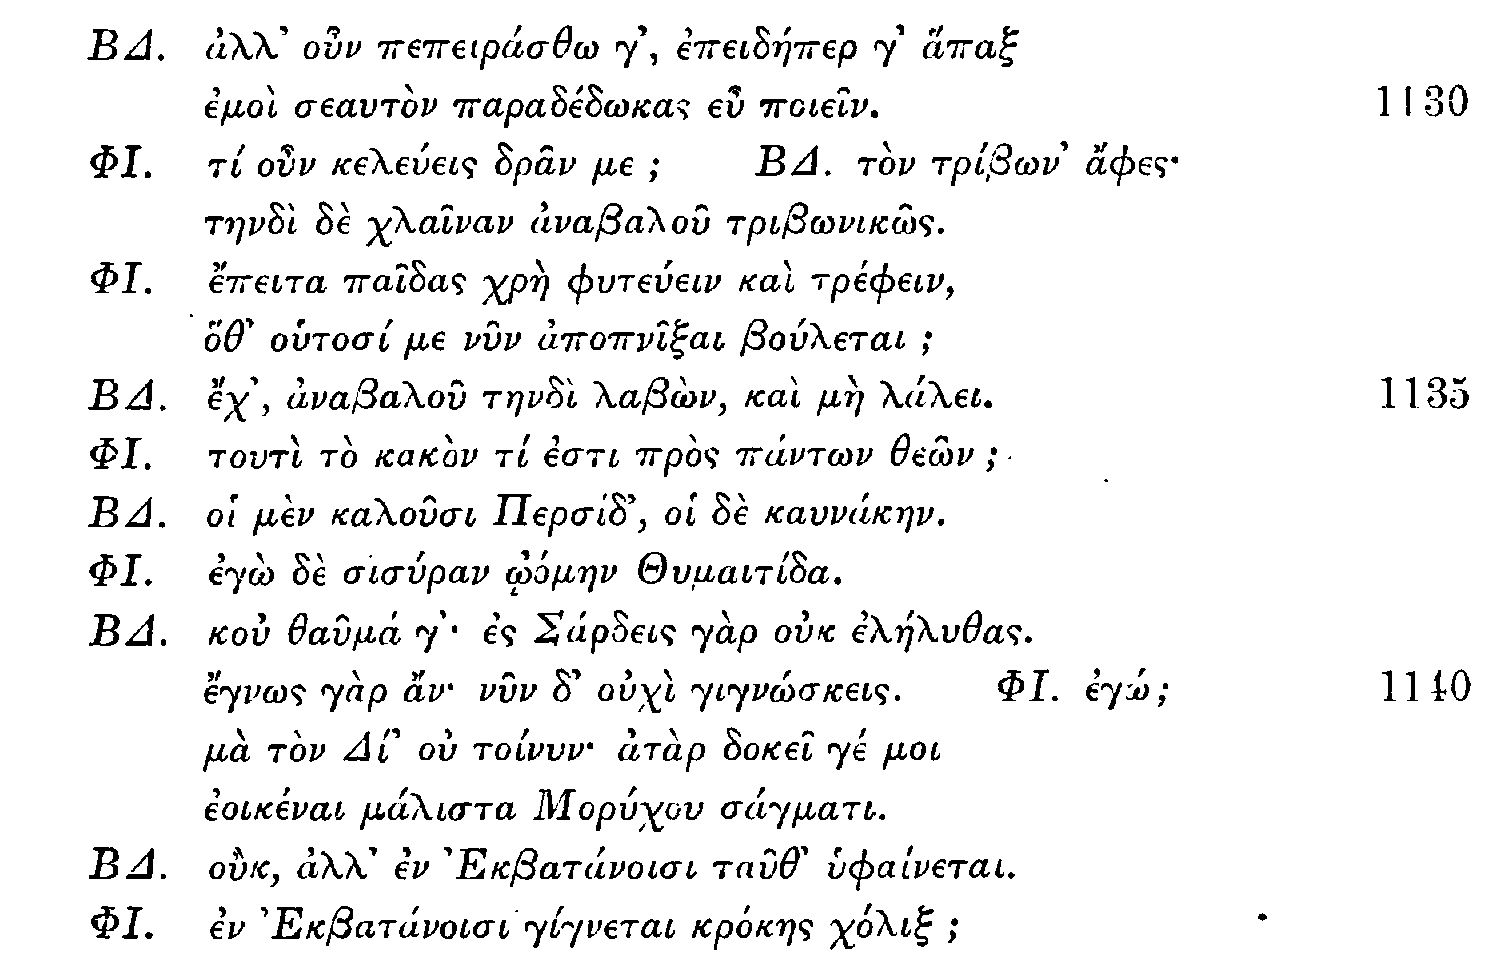 ΒΔ. ἀλλ’ οὖν πεπειράσθω γ’, ἐπειδήπερ γ’ ἅπαξ
ἐμοὶ σεαυτὸν παραδέδωκας εὖ ποιεῖν. 1130
ΦΙ. τί οὖν κελεύεις δρᾶν με ; ΒΔ. τὸν τρίβων’ ἄφες·
τηνδὶ δὲ χλαῖναν ἀναβαλοῦ τριβωνικῶς.
ΦΙ. ἔπειτα παῖδας χρὴ φυτεύειν καὶ τρέφειν,
ὅθ’ οὑτοσί με νῦν ἀποπνῖξαι βούλεται ;
ΒΔ. ἔχ’, ἀναβαλοῦ τηνδὶ λαβὼν, καὶ μὴ λάλει. 1135
ΦΙ. τουτὶ τὸ κακὸν τί ἐστι πρὸς πάντων θεῶν ;
ΒΔ. οἱ μὲν καλοῦσι Περσίδ’, οἱ δὲ καυνάκην.
ΦΙ. ἐγὼ δὲ σισύραν ᾠόμην Θυμαιτίδα.
ΒΔ. κοὐ θαῦμά γ’· ἐς Σάρδεις γὰρ οὐκ ἐλήλυθας.
ἔγνως γὰρ ἄν· νῦν δ’ οὐχὶ γιγνώσκεις. ΦΙ. ἐγώ; 1140
μὰ τὸν Δί’ οὐ τοίνυν· ἀτὰρ δοκεῖ γέ μοι
ἐοικέναι μάλιστα Μορύχου σάγματι.
ΒΔ. οὒκ, ἀλλ’ ἐν Ἐκβατάνοισι ταῦθ’ ὑφαίνεται.
ΦΙ. ἐν Ἐκβατάνοισι γίγνεται κρόκης χόλιξ ;